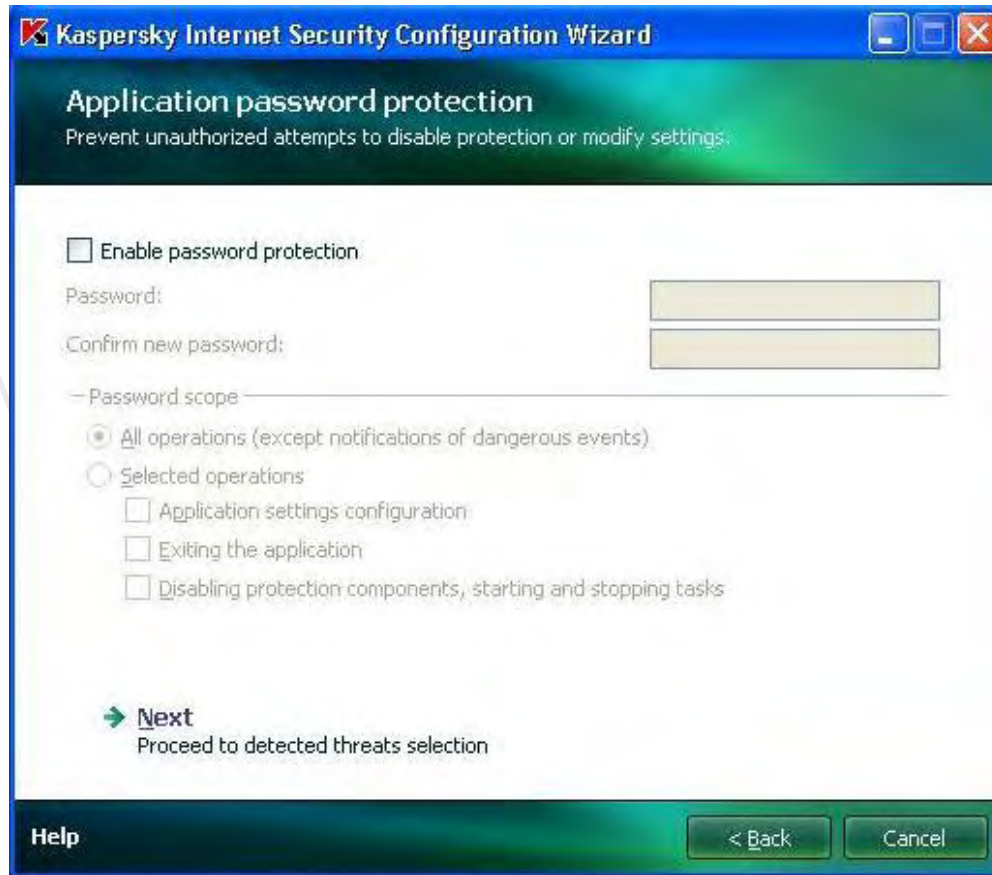 Kaspersky Internet Security Configuration Wizard
Application password protection
Prevent unauthorized attempts to disable protection or modify settings.
Enable password protection
Password:
Confirm new password:
Password scope
All operations (except notifications of dangerous events)
Selected operations
Application settings configuration
Exiting the application
Disabling protection components, starting and stopping tasks
Next
Proceed to detected threats selection
Help
< Back
Cancel